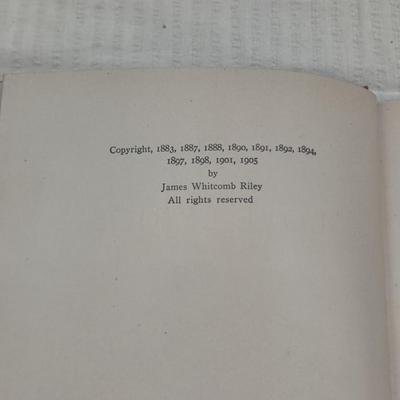 Copyright, 1883, 1887, 1888, 1890, 1891, 1892, 1894,
1897, 1898, 1901, 1905
by
James Whitcomb Riley
All rights reserved